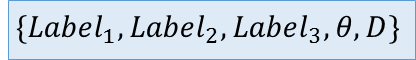 {Label₁, Label₂, Label₃, θ, D}